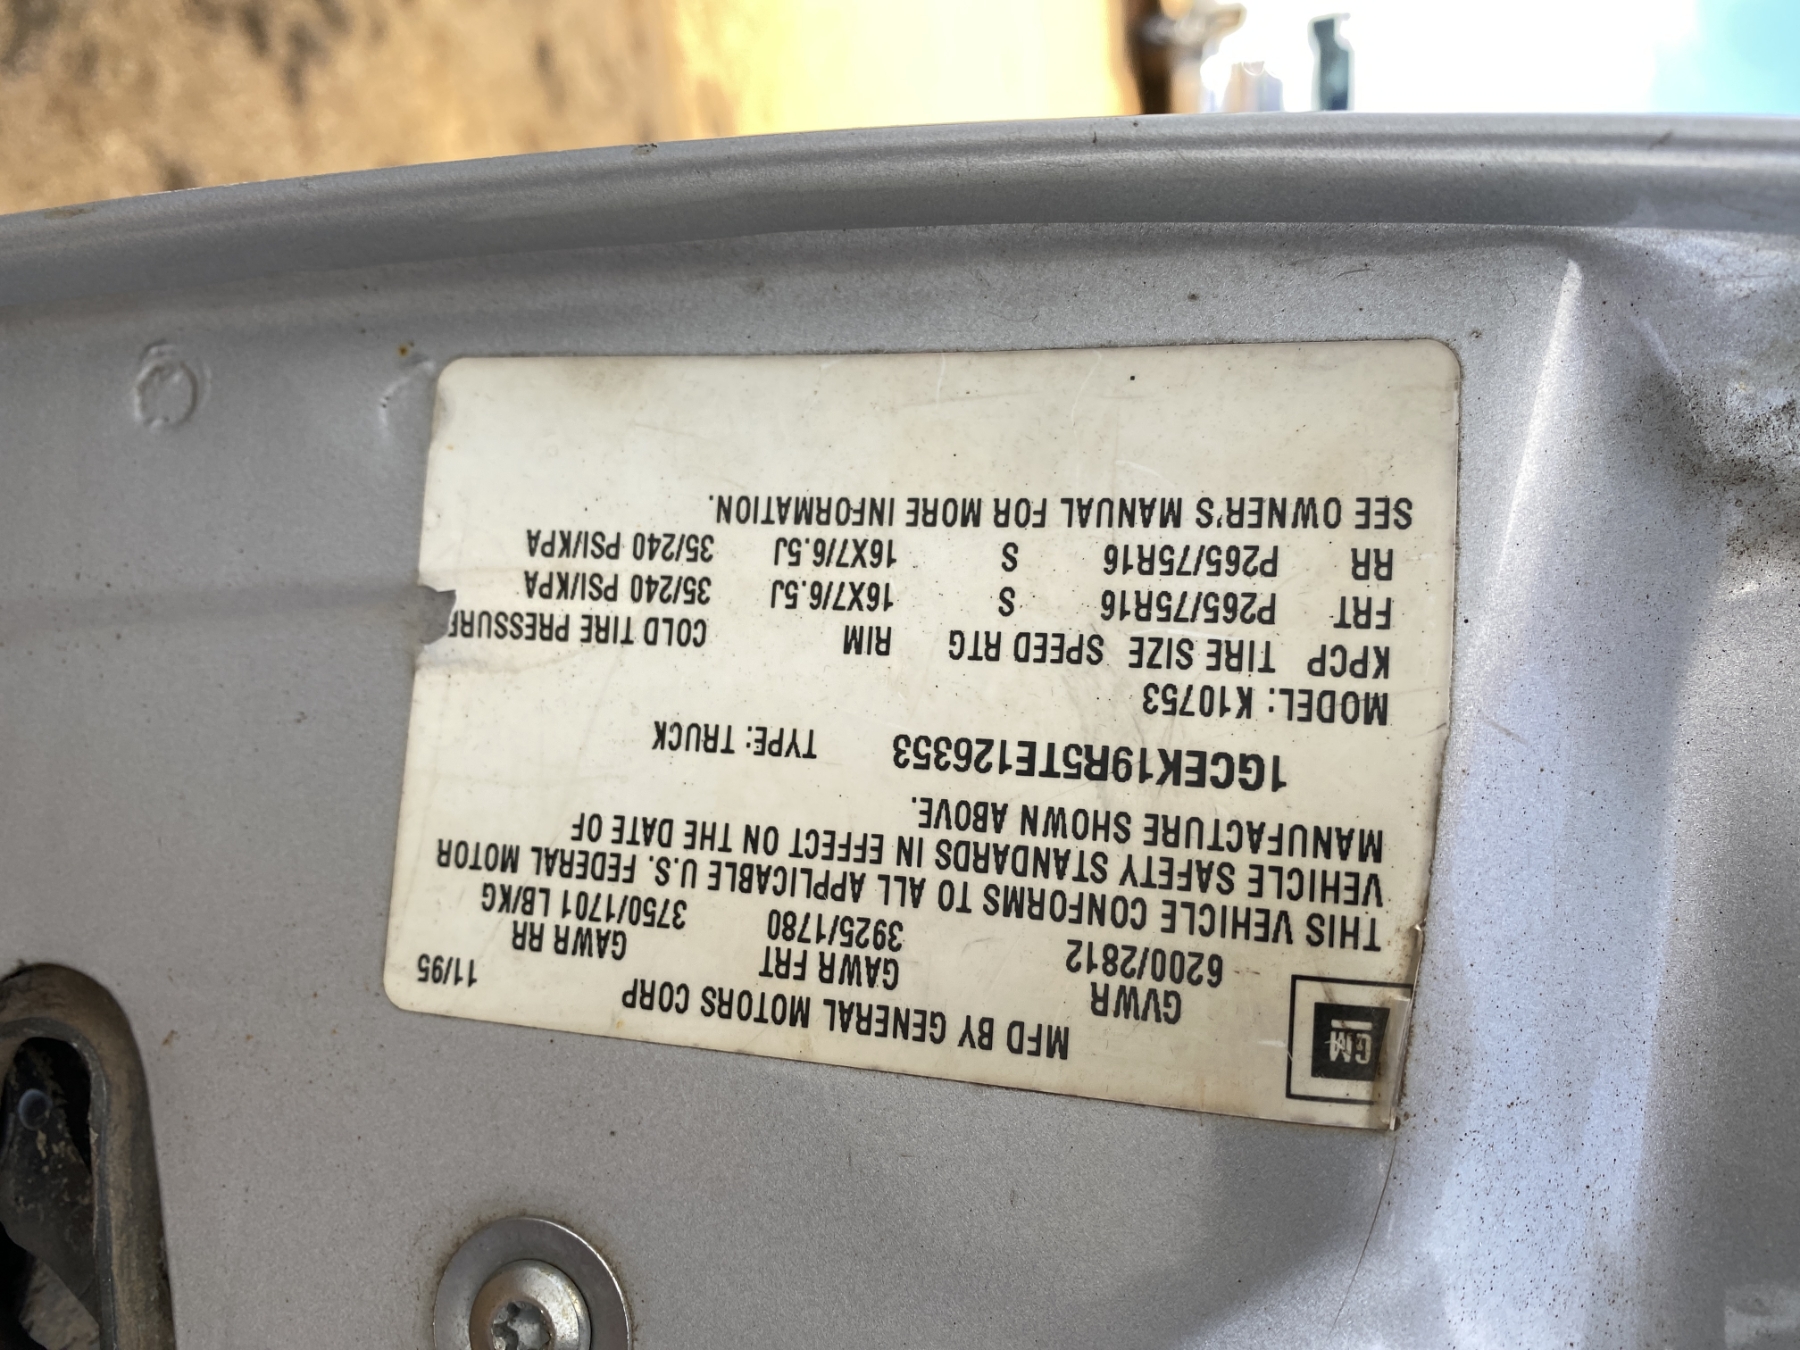 GM
MFD BY GENERAL MOTORS CORP 11/95
GVWR GAWR FRT GAWR RR
6200/2812 3925/1780 3750/1701 LB/KG
THIS VEHICLE CONFORMS TO ALL APPLICABLE U.S. FEDERAL MOTOR
VEHICLE SAFETY STANDARDS IN EFFECT ON THE DATE OF
MANUFACTURE SHOWN ABOVE.
1GCEK19R5TE126353 TYPE: TRUCK
MODEL: K10753
KPCP TIRE SIZE SPEED RTG RIM COLD TIRE PRESSURE
FRT P265/75R16 S 16X7/6.5J 35/240 PSI/KPA
RR P265/75R16 S 16X7/6.5J 35/240 PSI/KPA
SEE OWNER'S MANUAL FOR MORE INFORMATION.